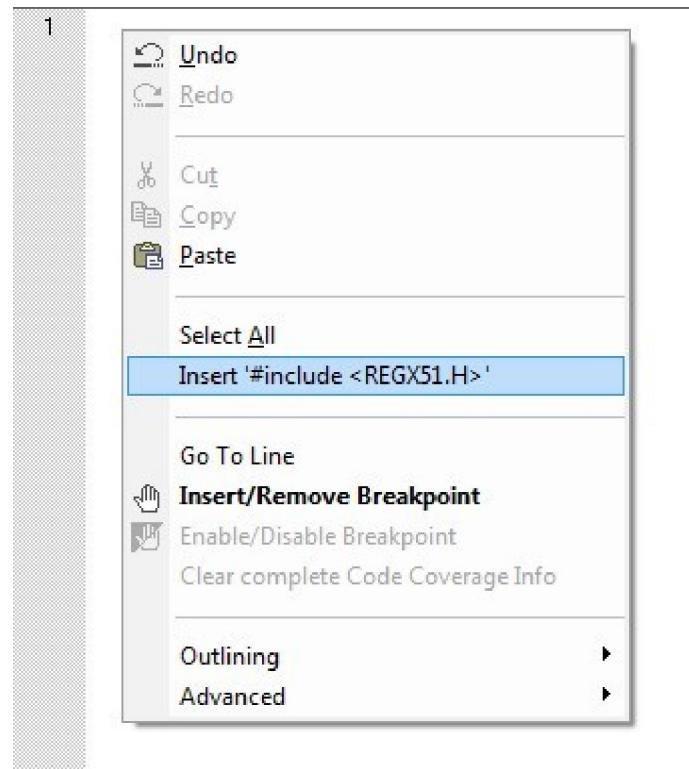 1
Undo
Redo
Cut
Copy
Paste
Select All
Insert '#include <REGX51.H>'
Go To Line
Insert/Remove Breakpoint
Enable/Disable Breakpoint
Clear complete Code Coverage Info
Outlining
Advanced